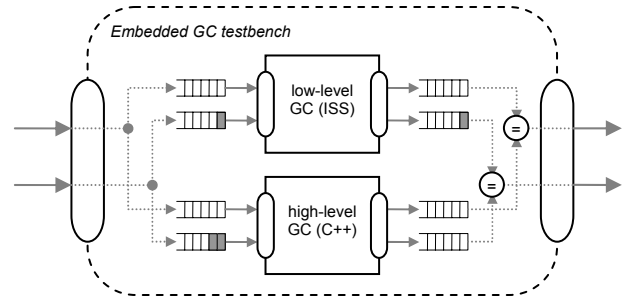 Embedded GC testbench
low-level
GC (ISS)
=
=
high-level
GC (C++)